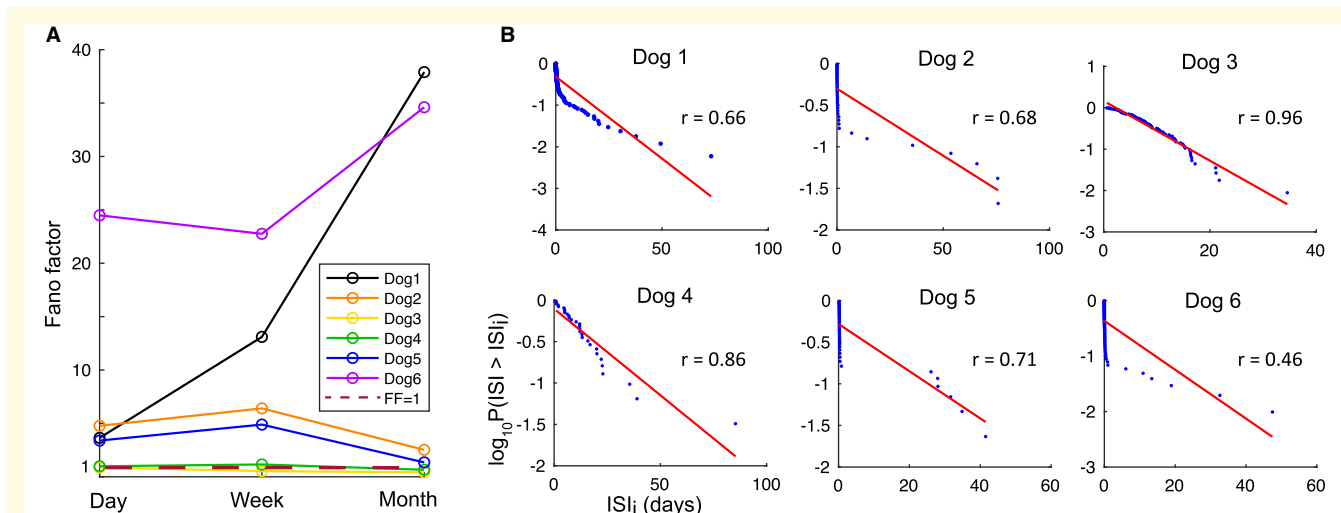 A
40
30
20
10
1
Fano factor
Day Week Month
Dog1
Dog2
Dog3
Dog4
Dog5
Dog6
FF=1
B
Dog 1
0
-1
-2
-3
-4
r = 0.66
0 50 100
Dog 2
0
-0.5
-1
-1.5
-2
r = 0.68
0 50 100
Dog 3
1
0
-1
-2
-3
r = 0.96
0 20 40
Dog 4
0
-0.5
-1
-1.5
-2
r = 0.86
0 50 100
log10P(ISI > ISIi)
ISIi (days)
Dog 5
0
-0.5
-1
-1.5
-2
r = 0.71
0 20 40 60
Dog 6
0
-1
-2
-3
r = 0.46
0 20 40 60